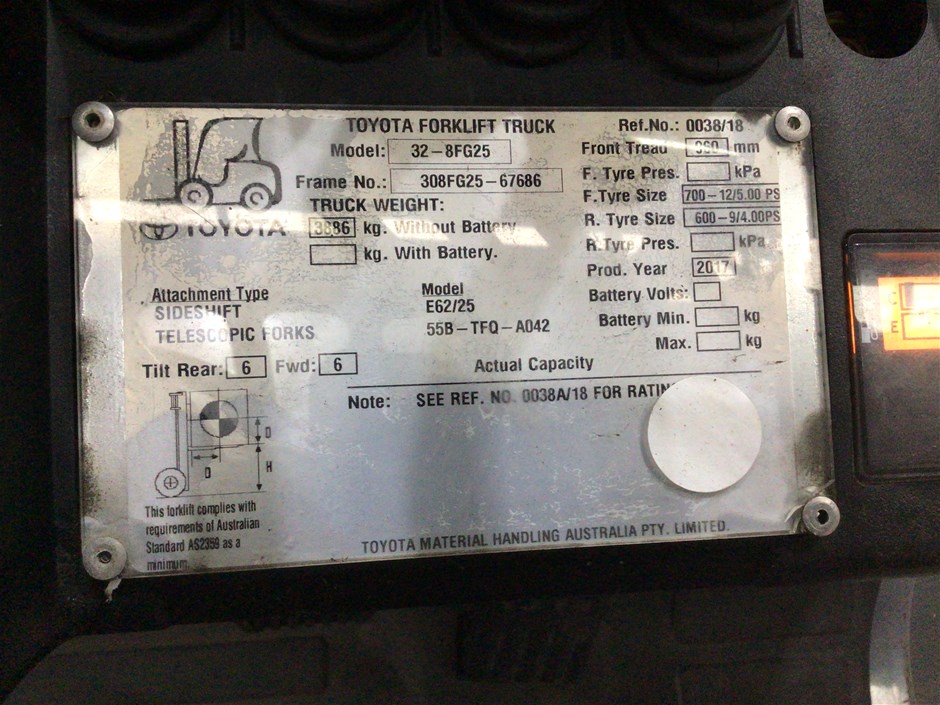 TOYOTA FORKLIFT TRUCK
Ref.No.: 0038/18
Model: 32-8FG25
Front Tread mm
Frame No.: 308FG25-67686
F. Tyre Pres. kPa
TRUCK WEIGHT:
F.Tyre Size 700-12/5.00 PS
TOYOTA
kg. Without Battery
R. Tyre Size 600-9/4.00PS
kg. With Battery.
R.Tyre Pres. kPa
Prod. Year 2017
Attachment Type
Model
Battery Volts:
SIDESHIFT
E62/25
TELESCOPIC FORKS
55B-TFQ-A042
Battery Min. kg
Max. kg
Tilt Rear: 6 Fwd: 6
Actual Capacity
Note: SEE REF. NO. 0038A/18 FOR
D
D
H
This forklift complies with
requirements of Australian
Standard AS2359 as a
minimum.
TOYOTA MATERIAL HANDLING AUSTRALIA PTY. LIMITED.
E